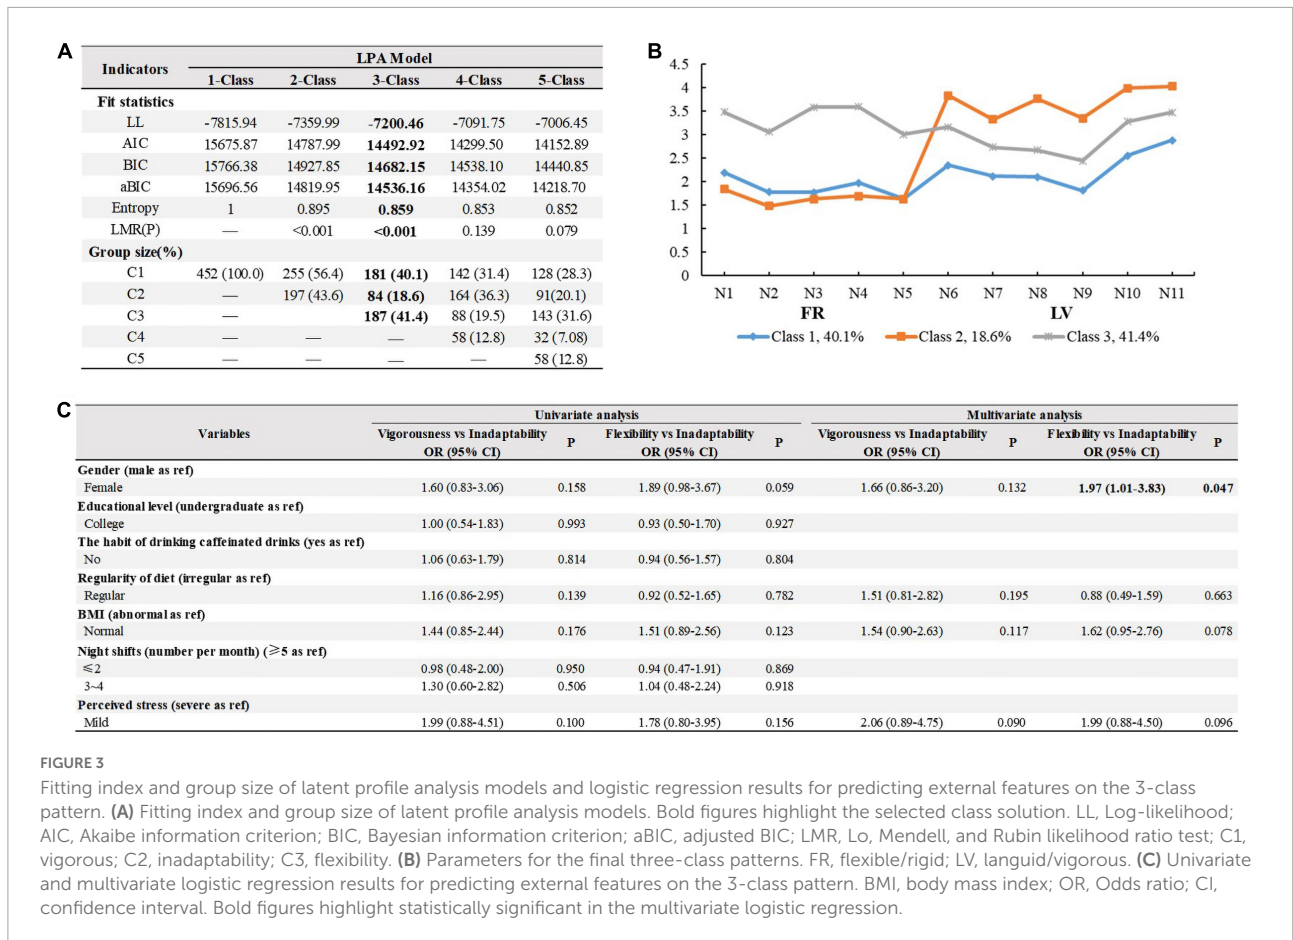 A
Indicators LPA Model
1-Class 2-Class 3-Class 4-Class 5-Class
Fit statistics
LL -7815.94 -7359.99 -7200.46 -7091.75 -7006.45
AIC 15675.87 14787.99 14492.92 14299.50 14152.89
BIC 15766.38 14927.85 14682.15 14538.10 14440.85
aBIC 15696.56 14819.95 14536.16 14354.02 14218.70
Entropy 1 0.895 0.859 0.853 0.852
LMR(P) — <0.001 <0.001 0.139 0.079
Group size(%)
C1 452 (100.0) 255 (56.4) 181 (40.1) 142 (31.4) 128 (28.3)
C2 — 197 (43.6) 84 (18.6) 164 (36.3) 91(20.1)
C3 — 187 (41.4) 88 (19.5) 143 (31.6)
C4 — — — 58 (12.8) 32 (7.08)
C5 — — — — 58 (12.8)
B
4.5
4
3.5
3
2.5
2
1.5
1
0.5
0
N1 N2 N3 N4 N5 N6 N7 N8 N9 N10 N11
FR LV
Class 1, 40.1% Class 2, 18.6% Class 3, 41.4%
C
Variables Univariate analysis Multivariate analysis
Vigorousness vs Inadaptability OR (95% CI) P Flexibility vs Inadaptability OR (95% CI) P Vigorousness vs Inadaptability OR (95% CI) P Flexibility vs Inadaptability OR (95% CI) P
Gender (male as ref)
Female 1.60 (0.83-3.06) 0.158 1.89 (0.98-3.67) 0.059 1.66 (0.86-3.20) 0.132 1.97 (1.01-3.83) 0.047
Educational level (undergraduate as ref)
College 1.00 (0.54-1.83) 0.993 0.93 (0.50-1.70) 0.927
The habit of drinking caffeinated drinks (yes as ref)
No 1.06 (0.63-1.79) 0.814 0.94 (0.56-1.57) 0.804
Regularity of diet (irregular as ref)
Regular 1.16 (0.86-2.95) 0.139 0.92 (0.52-1.65) 0.782 1.51 (0.81-2.82) 0.195 0.88 (0.49-1.59) 0.663
BMI (abnormal as ref)
Normal 1.44 (0.85-2.44) 0.176 1.51 (0.89-2.56) 0.123 1.54 (0.90-2.63) 0.117 1.62 (0.95-2.76) 0.078
Night shifts (number per month) (≥5 as ref)
≤2 0.98 (0.48-2.00) 0.950 0.94 (0.47-1.91) 0.869
3~4 1.30 (0.60-2.82) 0.506 1.04 (0.48-2.24) 0.918
Perceived stress (severe as ref)
Mild 1.99 (0.88-4.51) 0.100 1.78 (0.80-3.95) 0.156 2.06 (0.89-4.75) 0.090 1.99 (0.88-4.50) 0.096
FIGURE 3
Fitting index and group size of latent profile analysis models and logistic regression results for predicting external features on the 3-class
pattern. (A) Fitting index and group size of latent profile analysis models. Bold figures highlight the selected class solution. LL, Log-likelihood;
AIC, Akaibe information criterion; BIC, Bayesian information criterion; aBIC, adjusted BIC; LMR, Lo, Mendell, and Rubin likelihood ratio test; C1,
vigorous; C2, inadaptability; C3, flexibility. (B) Parameters for the final three-class patterns. FR, flexible/rigid; LV, languid/vigorous. (C) Univariate
and multivariate logistic regression results for predicting external features on the 3-class pattern. BMI, body mass index; OR, Odds ratio; CI,
confidence interval. Bold figures highlight statistically significant in the multivariate logistic regression.